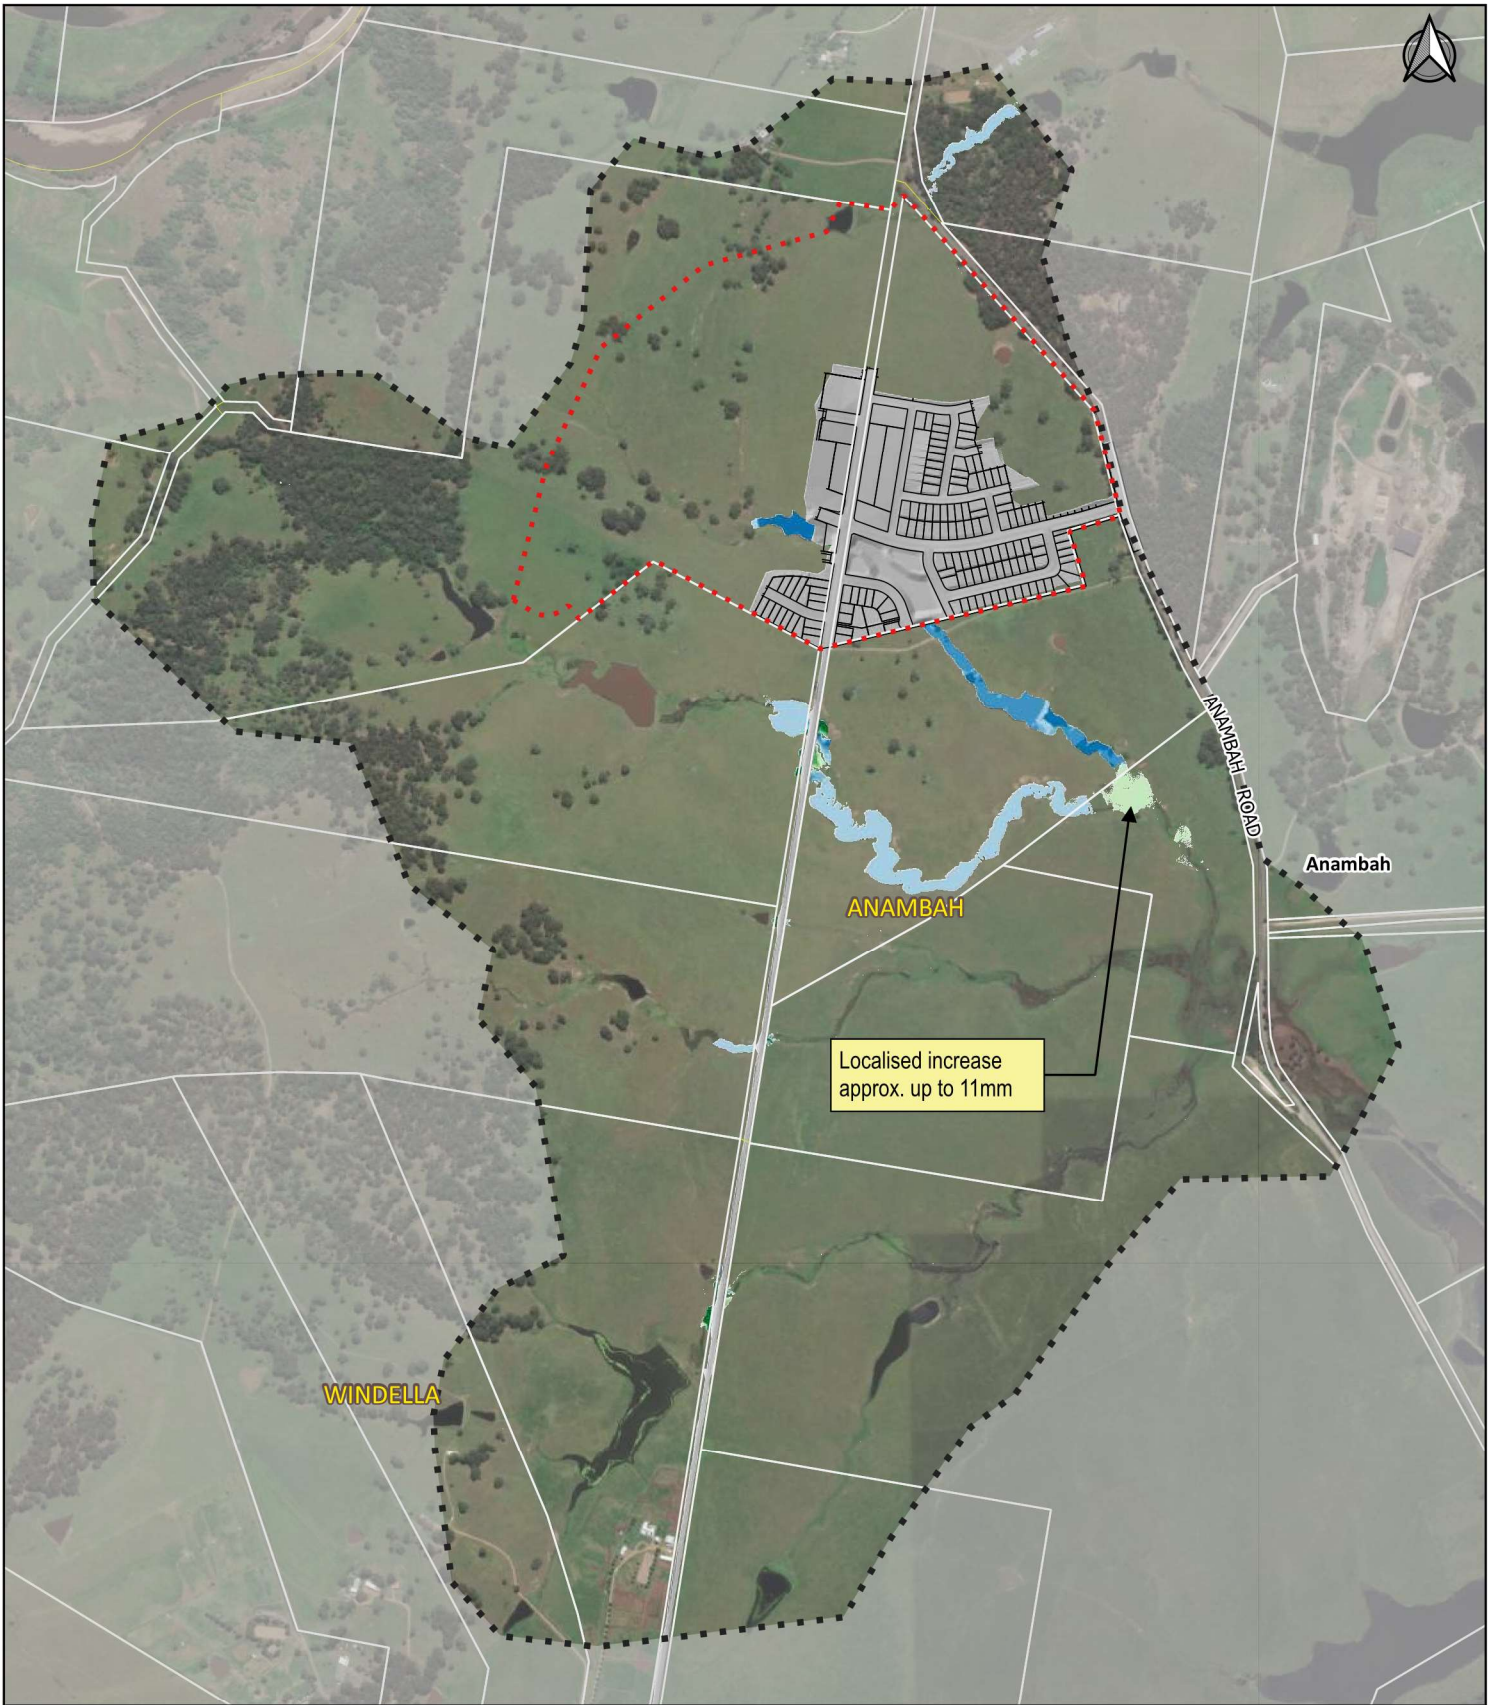 ANAMBAH ROAD
Anambah
ANAMBAH
Localised increase
approx. up to 11mm
WINDELLA